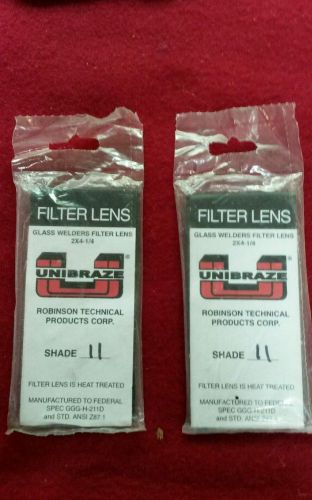 FILTER LENS
GLASS WELDERS FILTER LENS
2X4-1/4
UNIBRAZE®
ROBINSON TECHNICAL
PRODUCTS CORP.
SHADE 11
FILTER LENS IS HEAT TREATED
MANUFACTURED TO FEDERAL
SPEC GGG-H-211D
and STD. ANSI Z87.1
FILTER LENS
GLASS WELDERS FILTER LENS
2X4-1/4
UNIBRAZE®
ROBINSON TECHNICAL
PRODUCTS CORP.
SHADE 11
FILTER LENS IS HEAT TREATED
MANUFACTURED TO FEDERAL
SPEC GGG-H-211D
and STD. ANSI